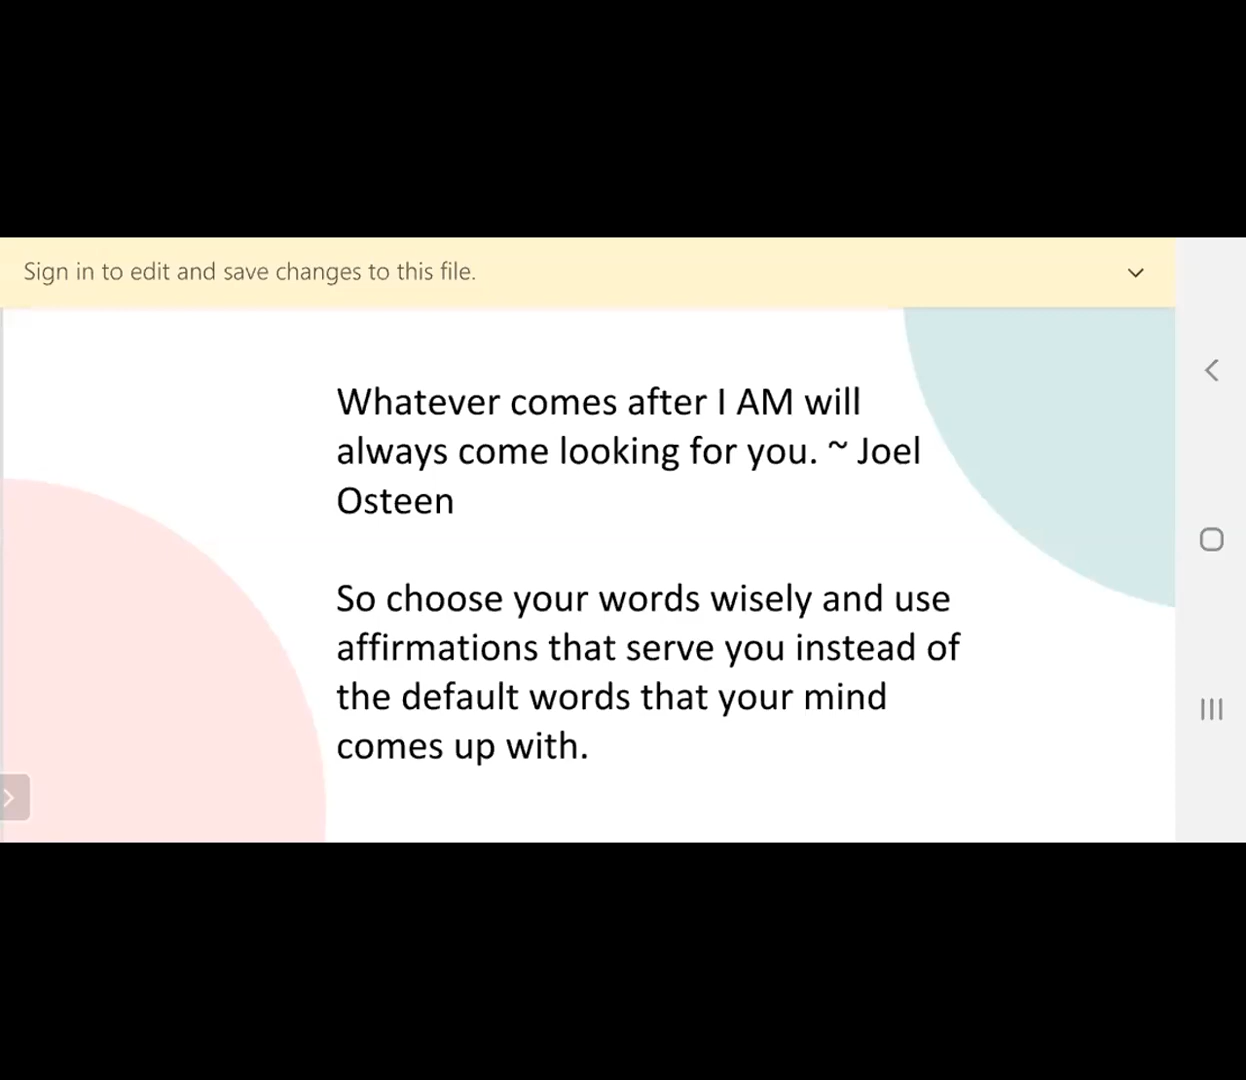 Sign in to edit and save changes to this file.
Whatever comes after I AM will
always come looking for you. ~ Joel
Osteen
So choose your words wisely and use
affirmations that serve you instead of
the default words that your mind
comes up with.